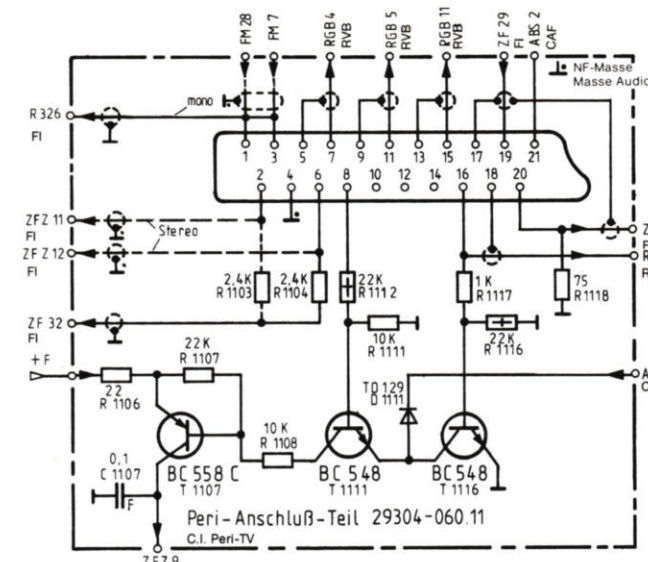 FM 28
FM 7
RGB 4
RVB
RGB 5
RVB
RGB 11
RVB
ZF 29
FI
ABS 2
CAF
NF-Masse
Masse Audio
R 326
FI
mono
1 3 5 7 9 11 13 15 17 19 21
2 4 6 8 10 12 14 16 18 20
ZFZ 11
FI
Stereo
ZFZ 12
FI
ZF 32
FI
2,4K
R 1103
2,4K
R 1104
22K
R 1112
1K
R 1117
75
R 1118
10K
R 1111
22K
R 1116
+F
22K
R 1107
22
R 1106
10 K
R 1108
D 1111
BC 558 C
T 1107
BC 548
T 1111
BC 548
T 1116
0,1
C 1107
F
Peri-Anschluß-Teil 29304-060.11
C.I. Peri-TV